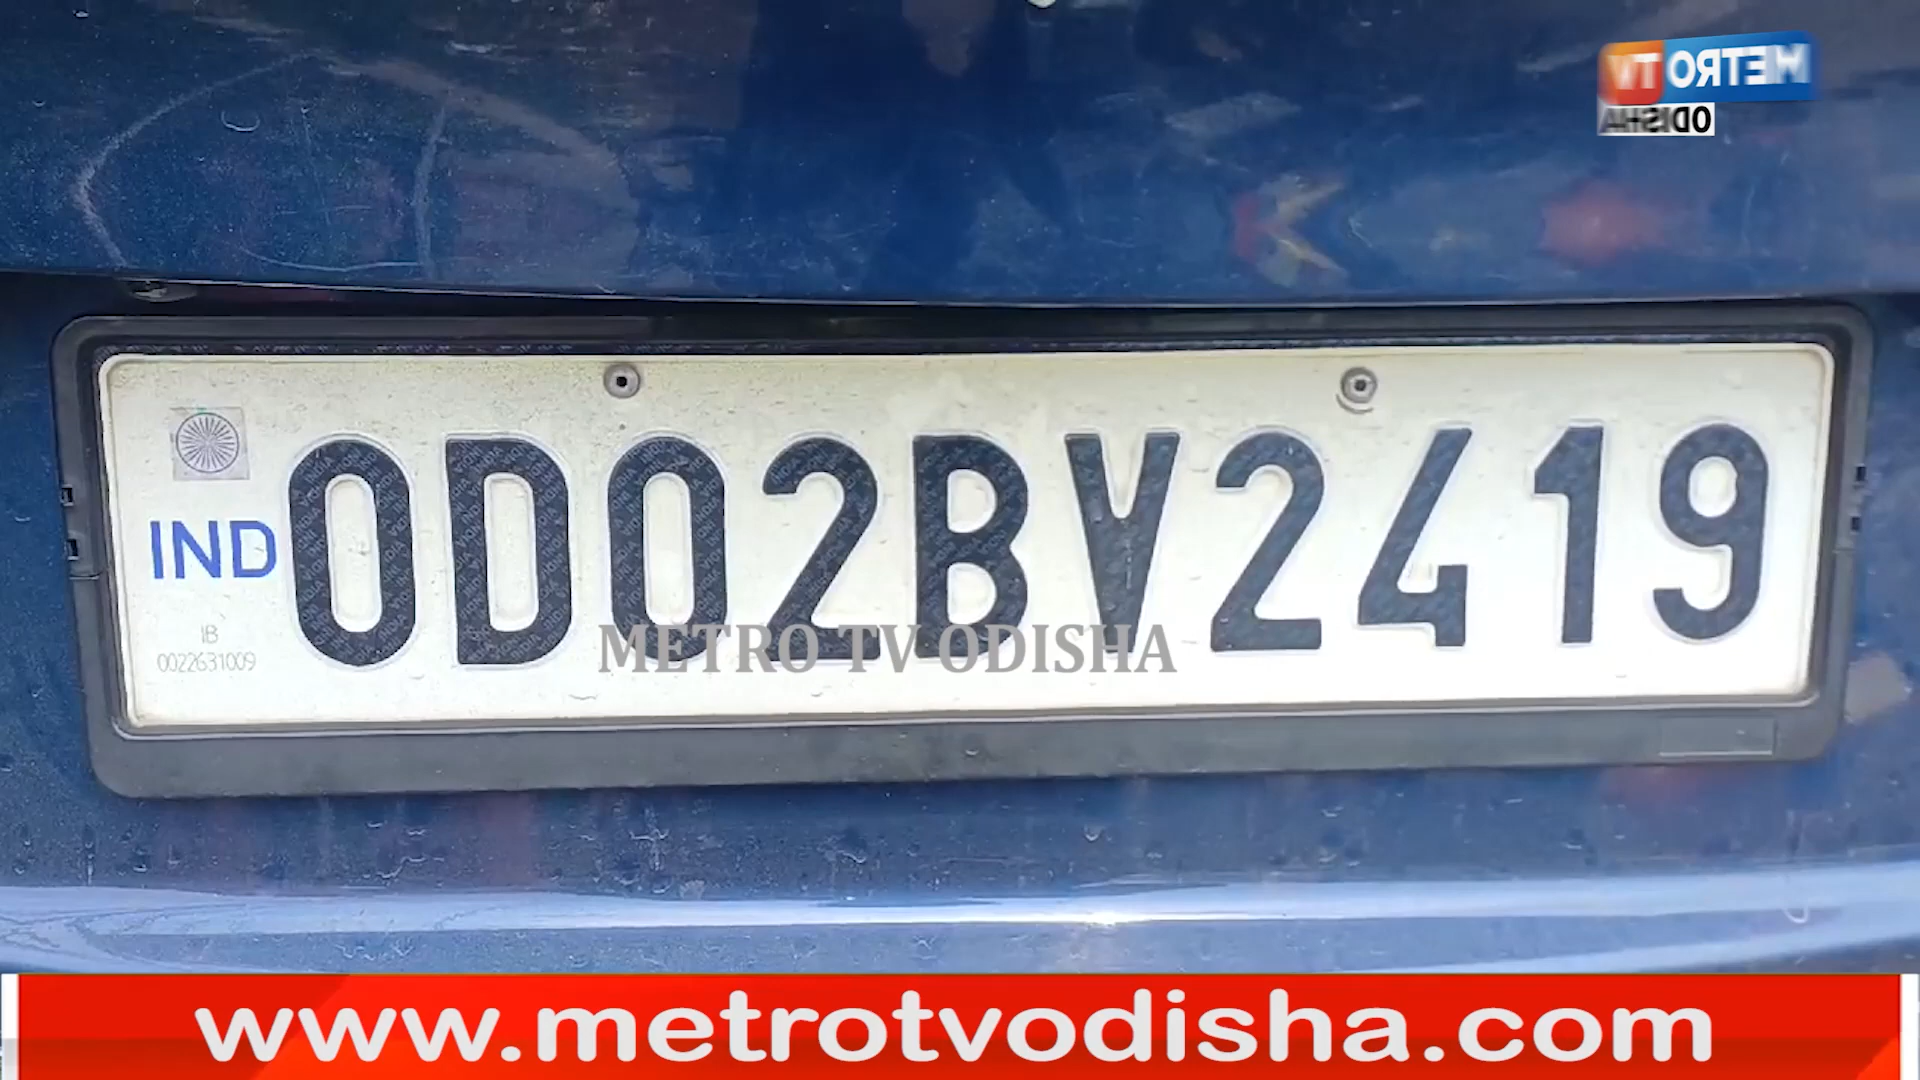 METRO TV
ODISHA
IND
OD02BV2419
IB
0022631009
METRO TV ODISHA
www.metrotvodisha.com